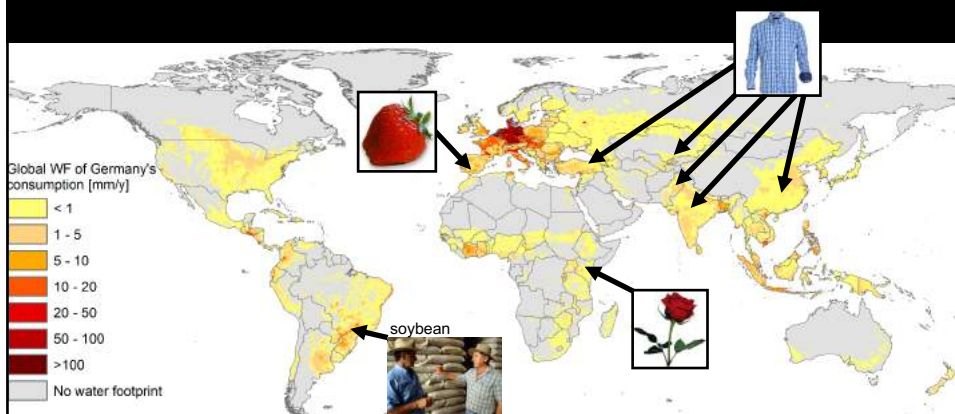 Global WF of Germany's
consumption [mm/y]
< 1
1 - 5
5 - 10
10 - 20
20 - 50
50 - 100
>100
No water footprint
soybean